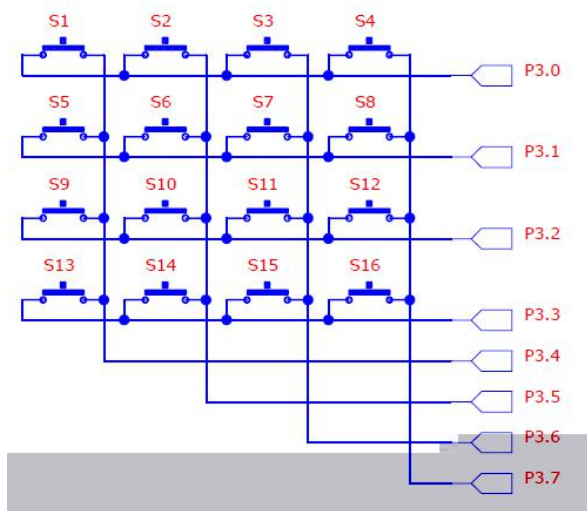 S1 S2 S3 S4
P3.0
S5 S6 S7 S8
P3.1
S9 S10 S11 S12
P3.2
S13 S14 S15 S16
P3.3
P3.4
P3.5
P3.6
P3.7